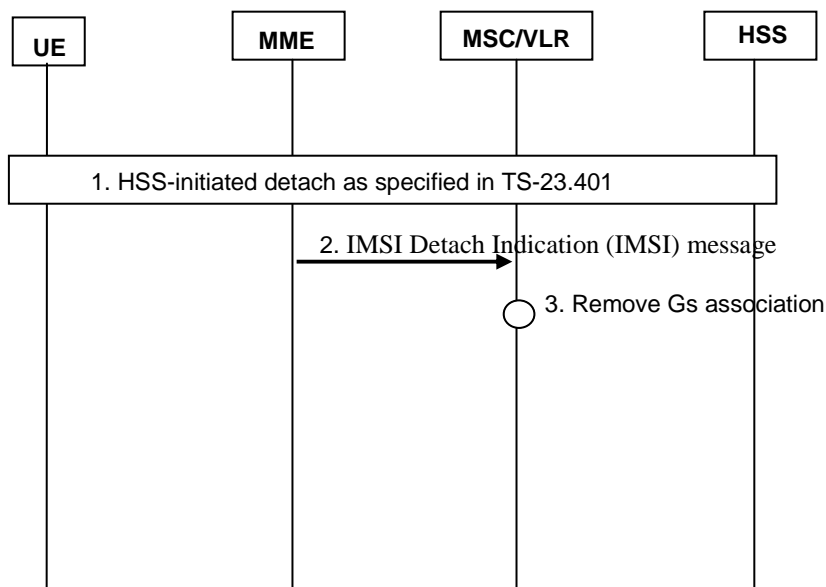 UE
MME
MSC/VLR
HSS
1. HSS-initiated detach as specified in TS-23.401
2. IMSI Detach Indication (IMSI) message
3. Remove Gs association